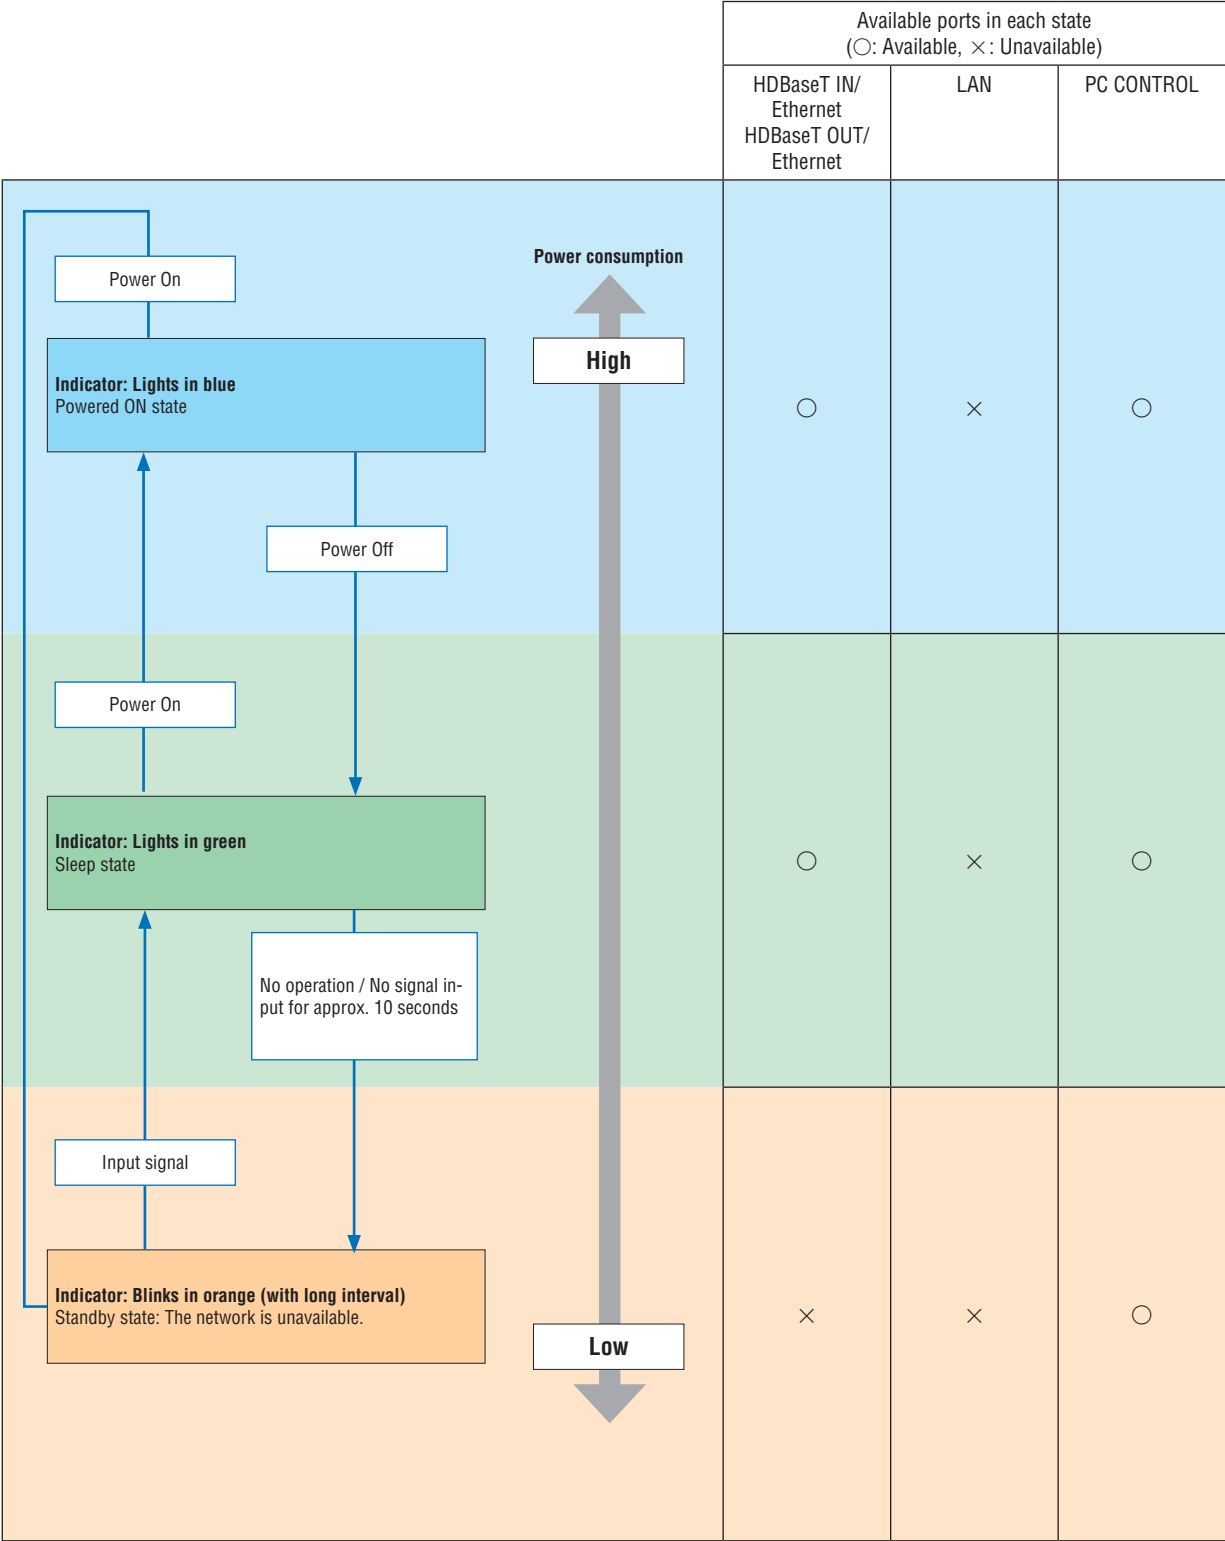 Available ports in each state
(○: Available, ×: Unavailable)
HDBaseT IN/
Ethernet
HDBaseT OUT/
Ethernet
LAN
PC CONTROL
Power On
Power consumption
High
Indicator: Lights in blue
Powered ON state
○ × ○
Power Off
Power On
Indicator: Lights in green
Sleep state
○ × ○
No operation / No signal in-
put for approx. 10 seconds
Input signal
Indicator: Blinks in orange (with long interval)
Standby state: The network is unavailable.
× × ○
Low